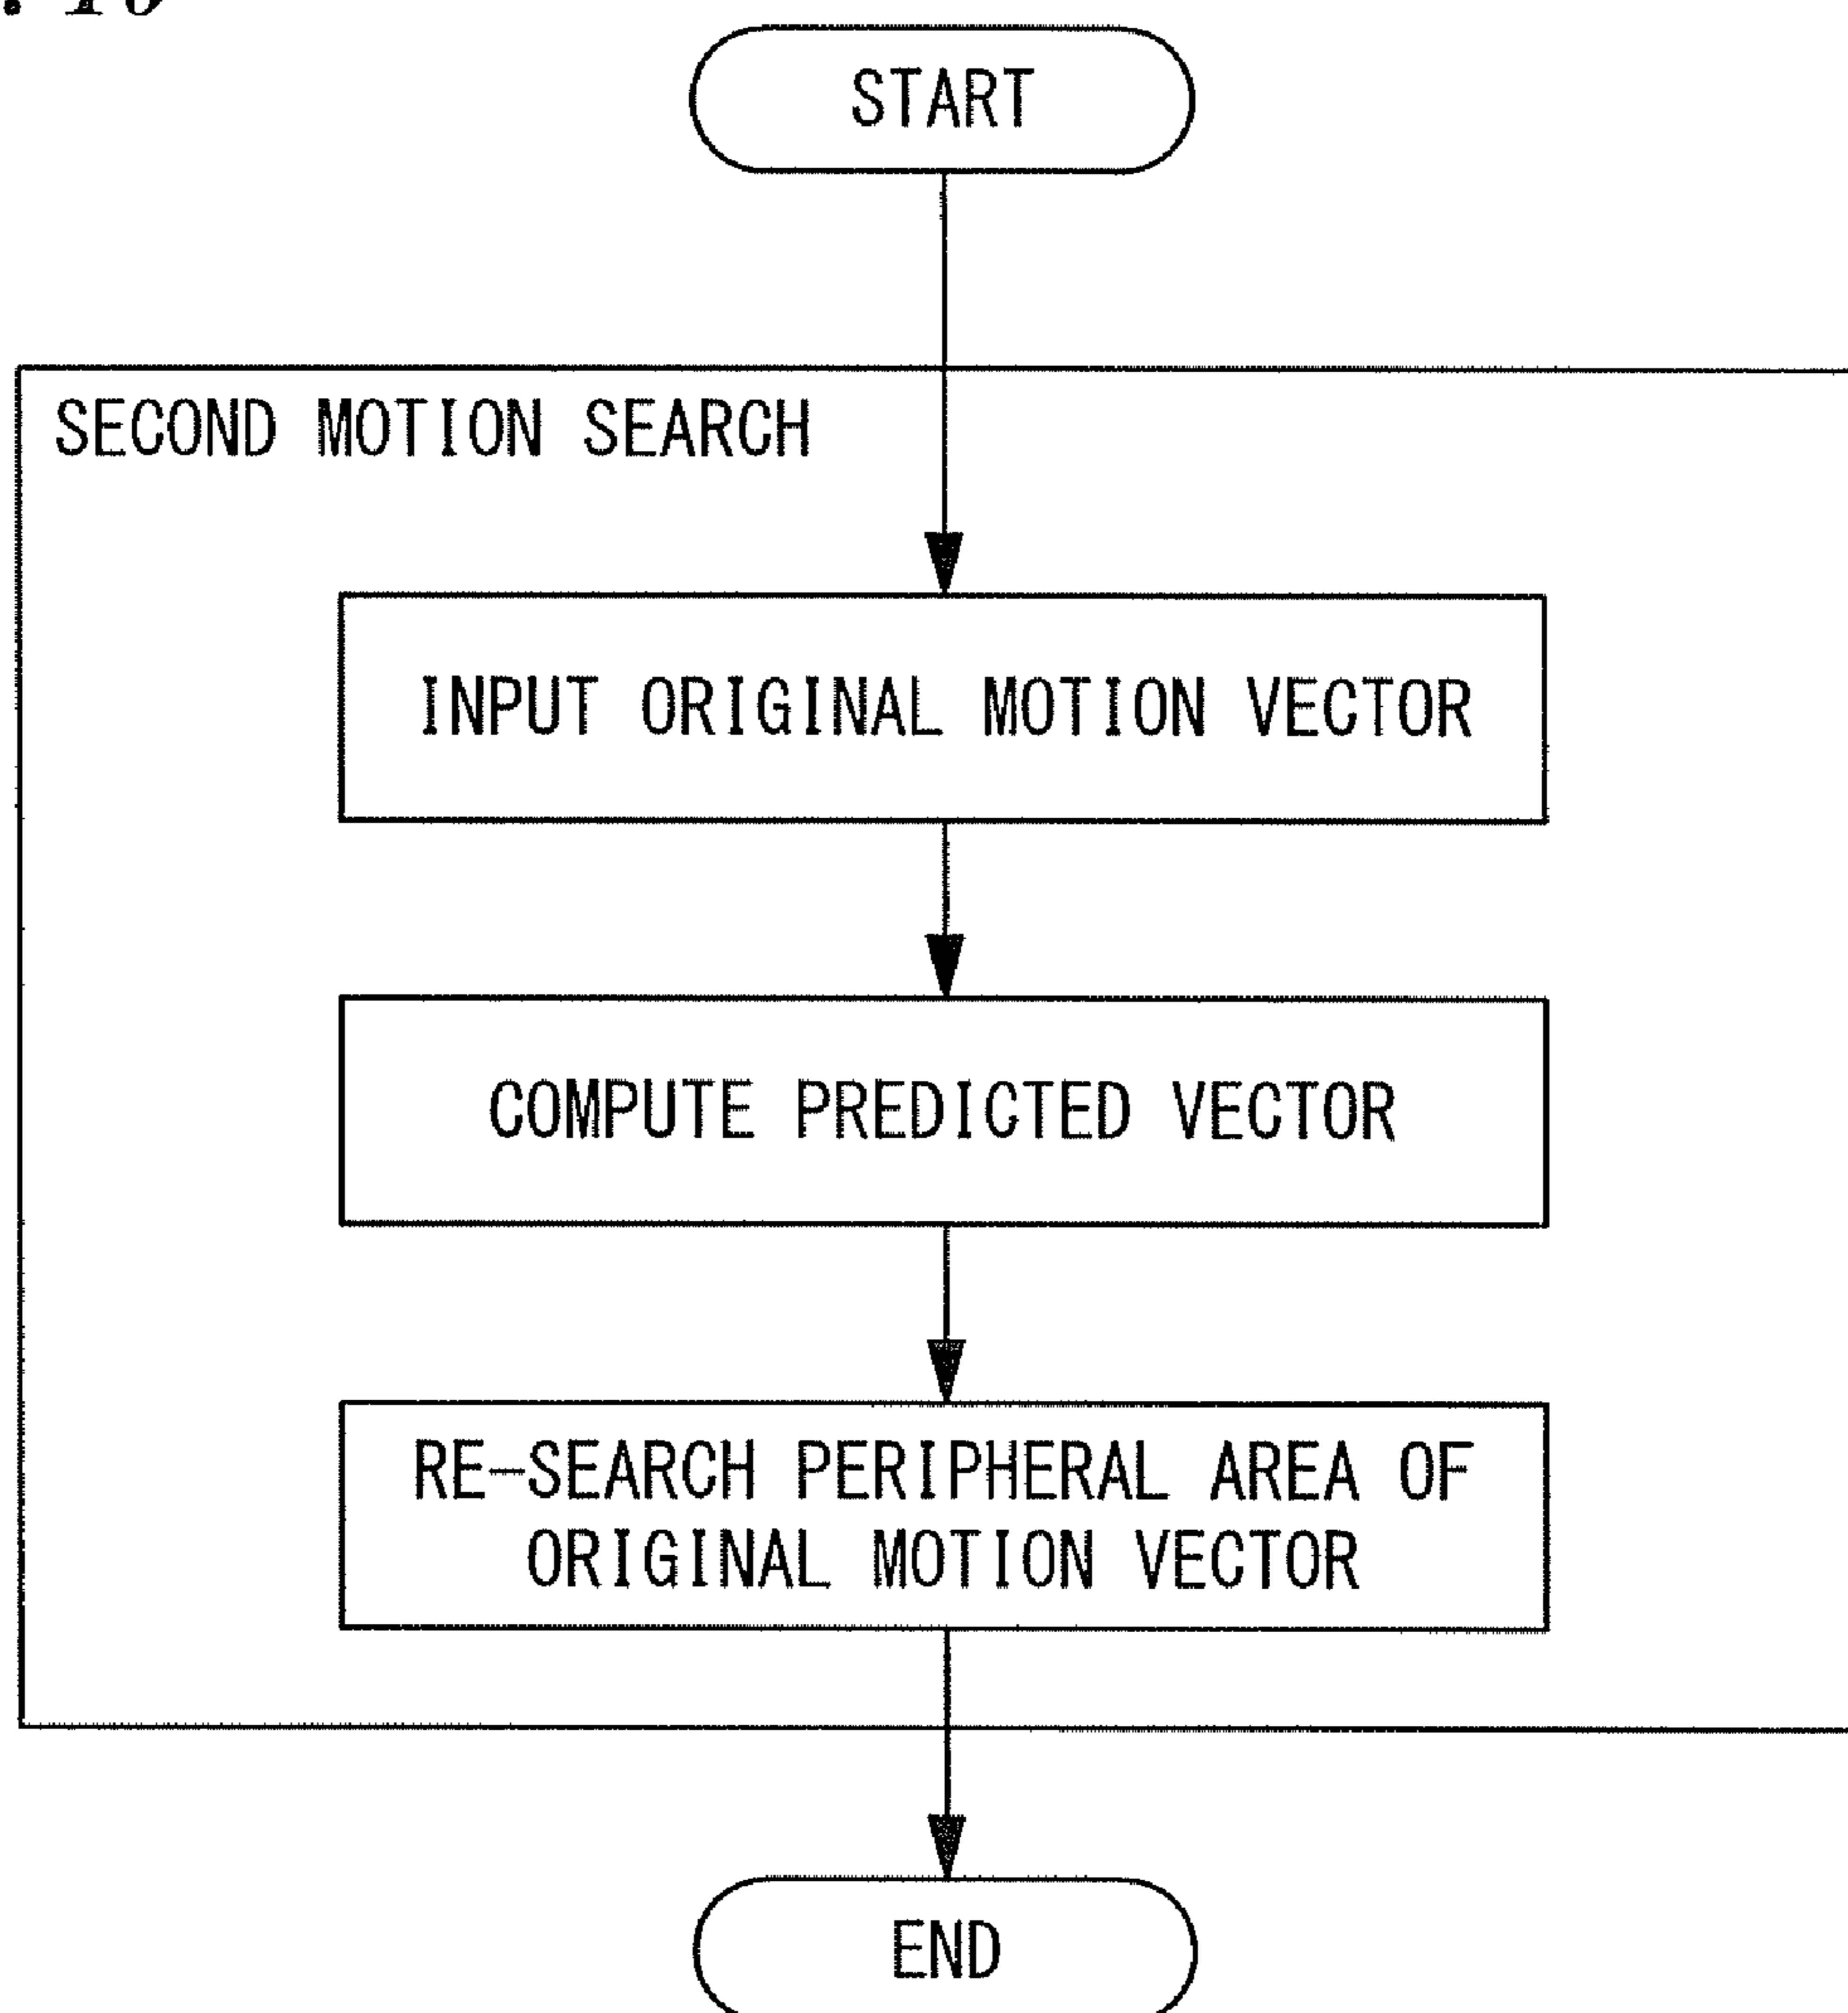 START
SECOND MOTION SEARCH
INPUT ORIGINAL MOTION VECTOR
COMPUTE PREDICTED VECTOR
RE-SEARCH PERIPHERAL AREA OF
ORIGINAL MOTION VECTOR
END